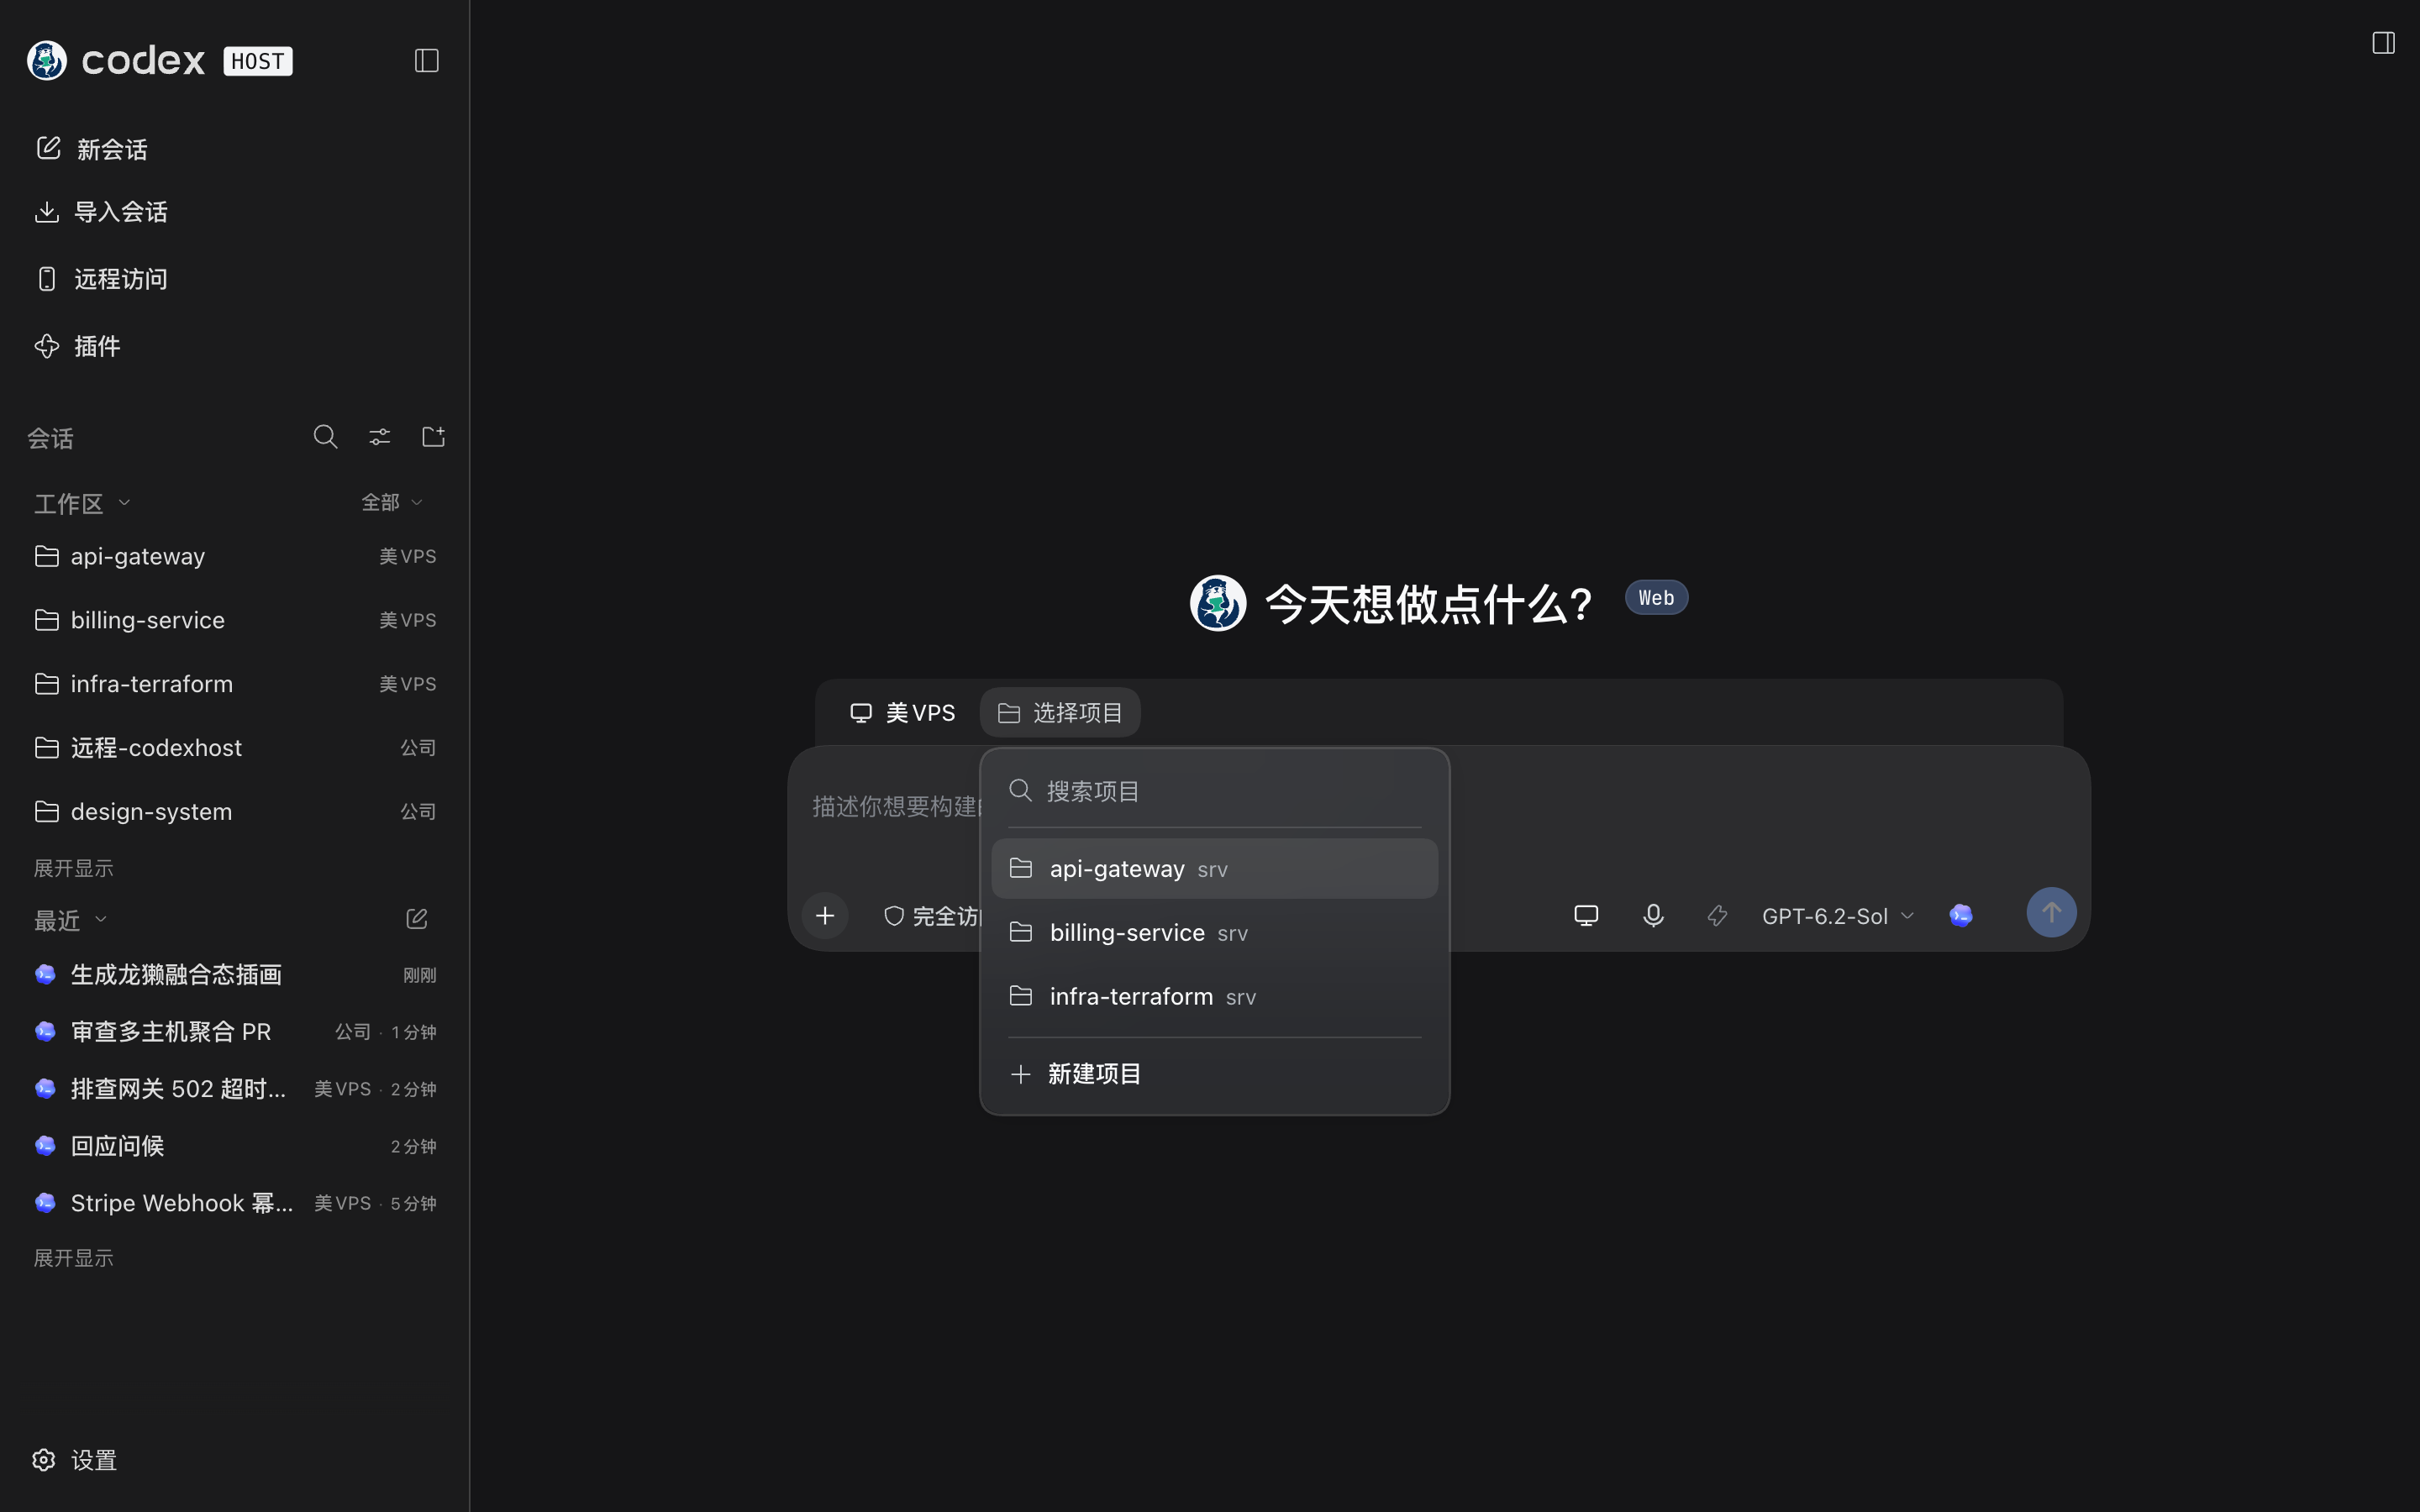 codex HOST
新会话
导入会话
远程访问
插件
会话
工作区 全部
api-gateway 美VPS
billing-service 美VPS
infra-terraform 美VPS
远程-codexhost 公司
design-system 公司
展开显示
最近
生成龙獭融合态插画 刚刚
审查多主机聚合 PR 公司 · 1分钟
排查网关 502 超时... 美VPS · 2分钟
回应问候 2分钟
Stripe Webhook 幂... 美VPS · 5分钟
展开显示
设置
今天想做点什么? Web
美VPS 选择项目
描述你想要构建
搜索项目
api-gateway srv
billing-service srv
infra-terraform srv
新建项目
完全访 GPT-6.2-Sol